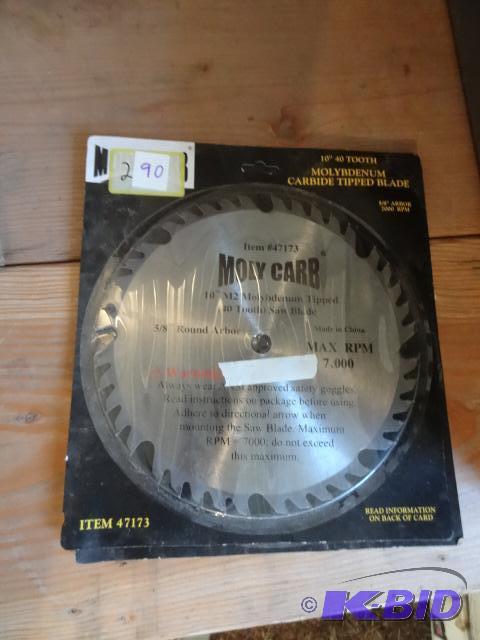 290
10" 40 TOOTH
MOLYBDENUM
CARBIDE TIPPED BLADE
5/8" ARBOR
7000 RPM
Item #47173
MOLY CARB®
10" M2 Molybdenum Tipped
40 Tooth Saw Blade
5/8" Round Arbor
Made in China
MAX RPM
7.000
Always wear approved safety goggles.
Read instructions on package before using.
Adhere to directional arrow when
mounting the Saw Blade. Maximum
RPM = 7000; do not exceed
this maximum.
ITEM 47173
READ INFORMATION
ON BACK OF CARD
© K-BID